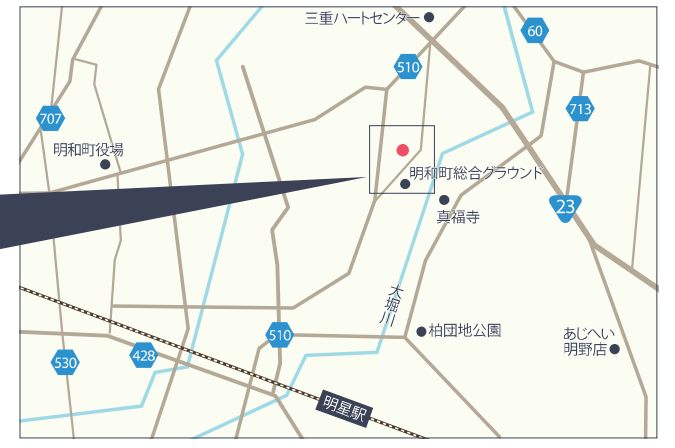 三重ハートセンター
60
510
713
707
明和町役場
明和町総合グラウンド
真福寺
23
大堀川
柏団地公園
あじへい
明野店
510
428
530
明星駅